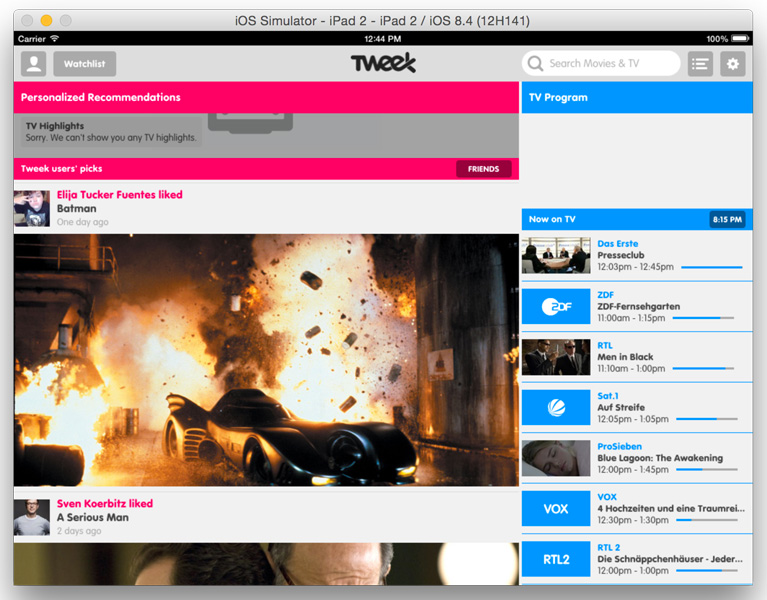 iOS Simulator - iPad 2 - iPad 2 / iOS 8.4 (12H141)
Carrier 12:44 PM 100%
Watchlist Tweek Search Movies & TV
Personalized Recommendations
TV Highlights
Sorry. We can't show you any TV highlights.
Tweek users' picks FRIENDS
Elija Tucker Fuentes liked
Batman
One day ago
Sven Koerbitz liked
A Serious Man
2 days ago
TV Program
Now on TV 8:15 PM
Das Erste
Presseclub
12:03pm - 12:45pm
ZDF
ZDF
ZDF-Fernsehgarten
11:00am - 1:15pm
RTL
Men in Black
11:10am - 1:00pm
Sat.1
Auf Streife
12:05pm - 1:05pm
ProSieben
Blue Lagoon: The Awakening
12:00pm - 1:45pm
VOX
VOX
4 Hochzeiten und eine Traumrei...
12:30pm - 1:30pm
RTL2
RTL 2
Die Schnäppchenhäuser - Jeder...
12:00pm - 1:00pm